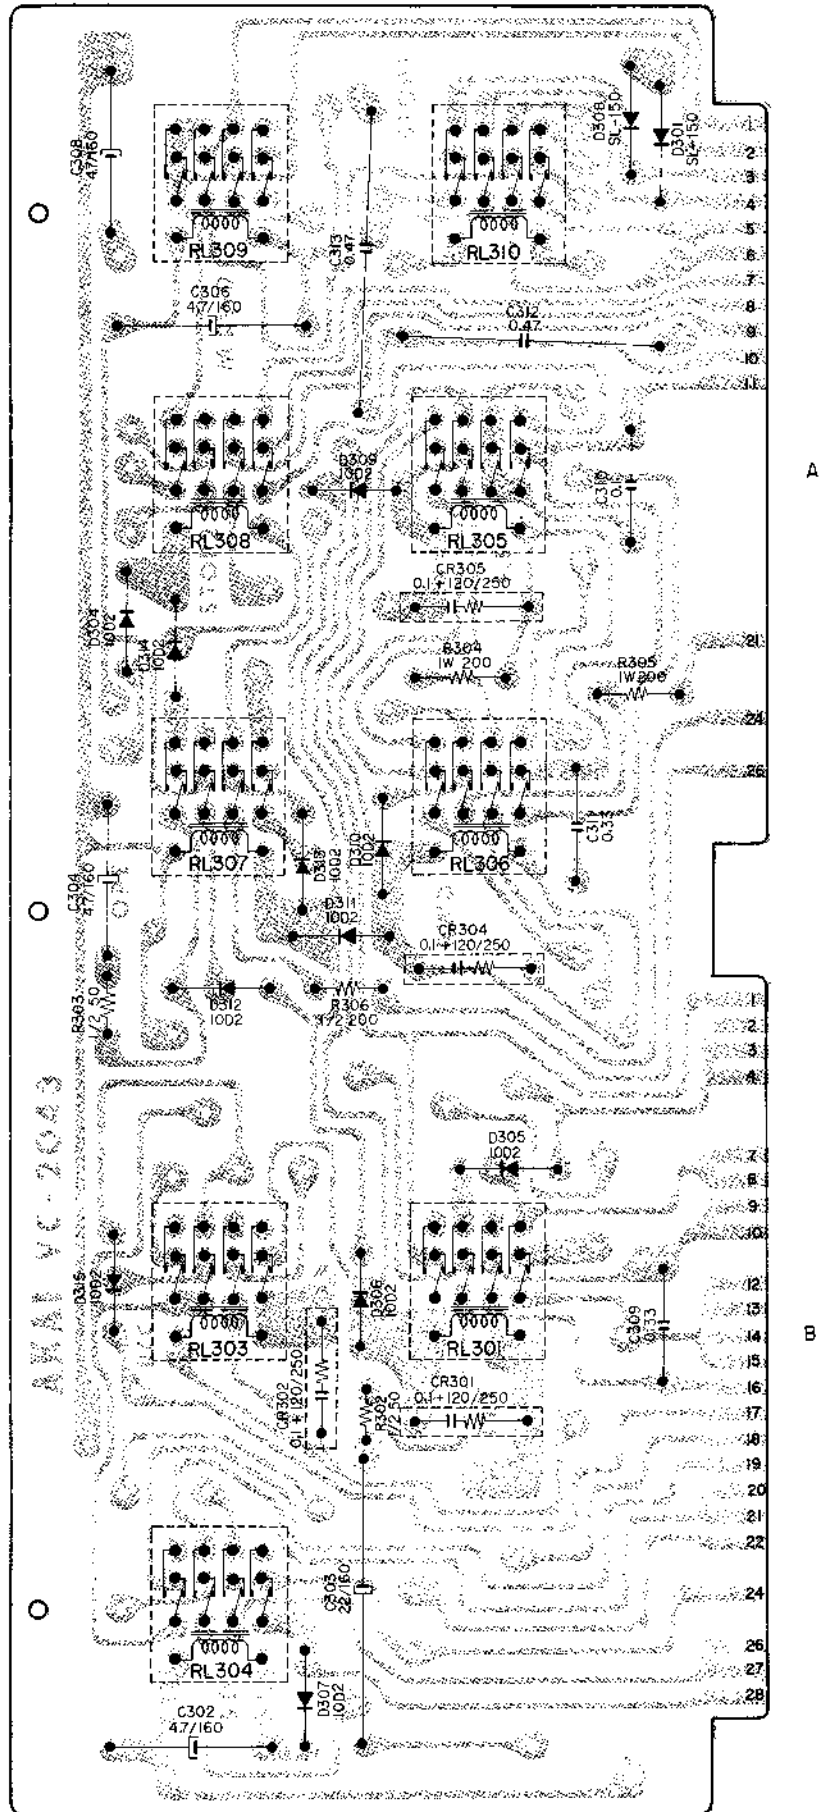 1
D308
SL-150
D301
SL-150
2
C308
47/160
3
4
5
RL309
C313
0.47
RL310
6
7
C306
47/160
8
C312
0.47
9
10
11
D309
10D2
A
C310
0.1
RL308
RL305
CR305
0.1+120/250
D304
10D2
D314
10D2
R304
1W 200
21
R305
1W200
24
26
C317
0.33
RL307
D313
10D2
D310
10D2
RL306
C304
47/160
D311
10D2
CR304
0.1+120/250
R303
1/2 50
D312
10D2
R306
1/2 200
1
2
3
4
AKAI VC-2043
D305
10D2
7
8
9
10
D315
10D2
D306
10D2
12
13
C309
0.33
14
B
RL303
RL301
15
CR302
0.1+120/250
CR301
0.1+120/250
16
R302
1/2 50
17
18
19
20
21
22
C303
22/160
24
26
RL304
27
D307
10D2
28
C302
47/160